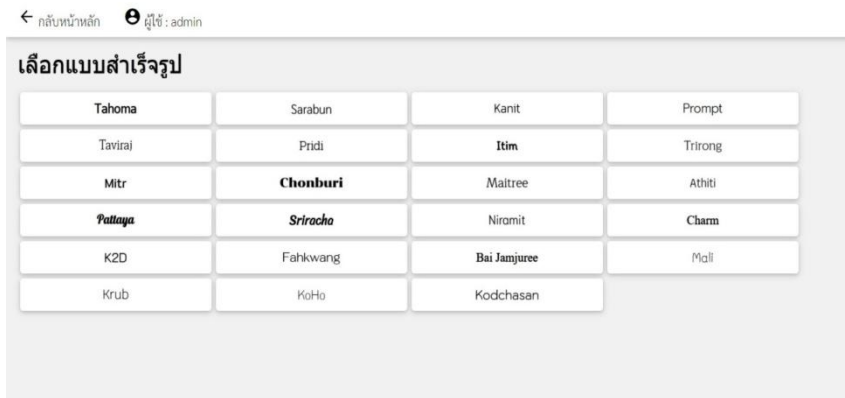 กลับหน้าหลัก ผู้ใช้ : admin
เลือกแบบสำเร็จรูป
Tahoma Sarabun Kanit Prompt
Taviraj Pridi Itim Trirong
Mitr Chonburi Maitree Athiti
Pattaya Sriracha Niramit Charm
K2D Fahkwang Bai Jamjuree Mali
Krub KoHo Kodchasan